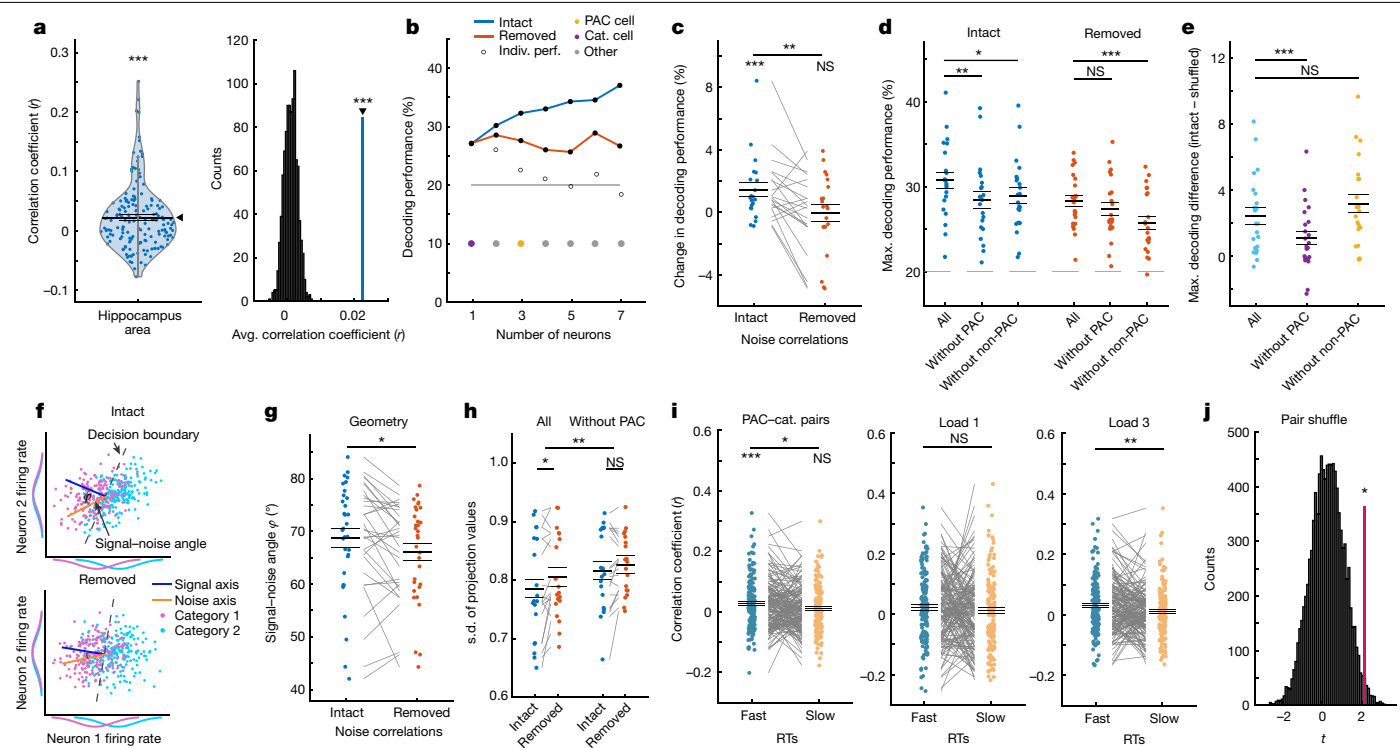 a
0.3
0.2
0.1
0
−0.1
Correlation coefficient (r)
***
Hippocampus
area
120
100
80
60
40
20
0
Counts
***
0
0.02
Avg. correlation coefficient (r)
b
Intact
Removed
Indiv. perf.
PAC cell
Cat. cell
Other
40
30
20
10
0
Decoding performance (%)
1
3
5
7
Number of neurons
c
8
4
0
−4
Change in decoding performance (%)
**
***
NS
Intact
Removed
Noise correlations
d
Intact
Removed
40
30
20
Max. decoding performance (%)
*
**
***
NS
All
Without PAC
Without non-PAC
All
Without PAC
Without non-PAC
e
12
8
4
0
Max. decoding difference (intact − shuffled)
***
NS
All
Without PAC
Without non-PAC
f
Intact
Decision boundary
φ
Signal–noise angle
Neuron 2 firing rate
Removed
Signal axis
Noise axis
Category 1
Category 2
Neuron 2 firing rate
Neuron 1 firing rate
g
Geometry
80
70
60
50
40
Signal–noise angle φ (°)
*
Intact
Removed
Noise correlations
h
All
Without PAC
1.0
0.9
0.8
0.7
0.6
s.d. of projection values
**
*
NS
Intact
Removed
Intact
Removed
i
PAC–cat. pairs
0.6
0.4
0.2
0
−0.2
Correlation coefficient (r)
*
***
NS
Fast
Slow
RTs
Load 1
0.6
0.4
0.2
0
−0.2
NS
Fast
Slow
RTs
Load 3
0.6
0.4
0.2
0
−0.2
**
Fast
Slow
RTs
j
Pair shuffle
500
400
300
200
100
0
Counts
*
−2
0
2
t